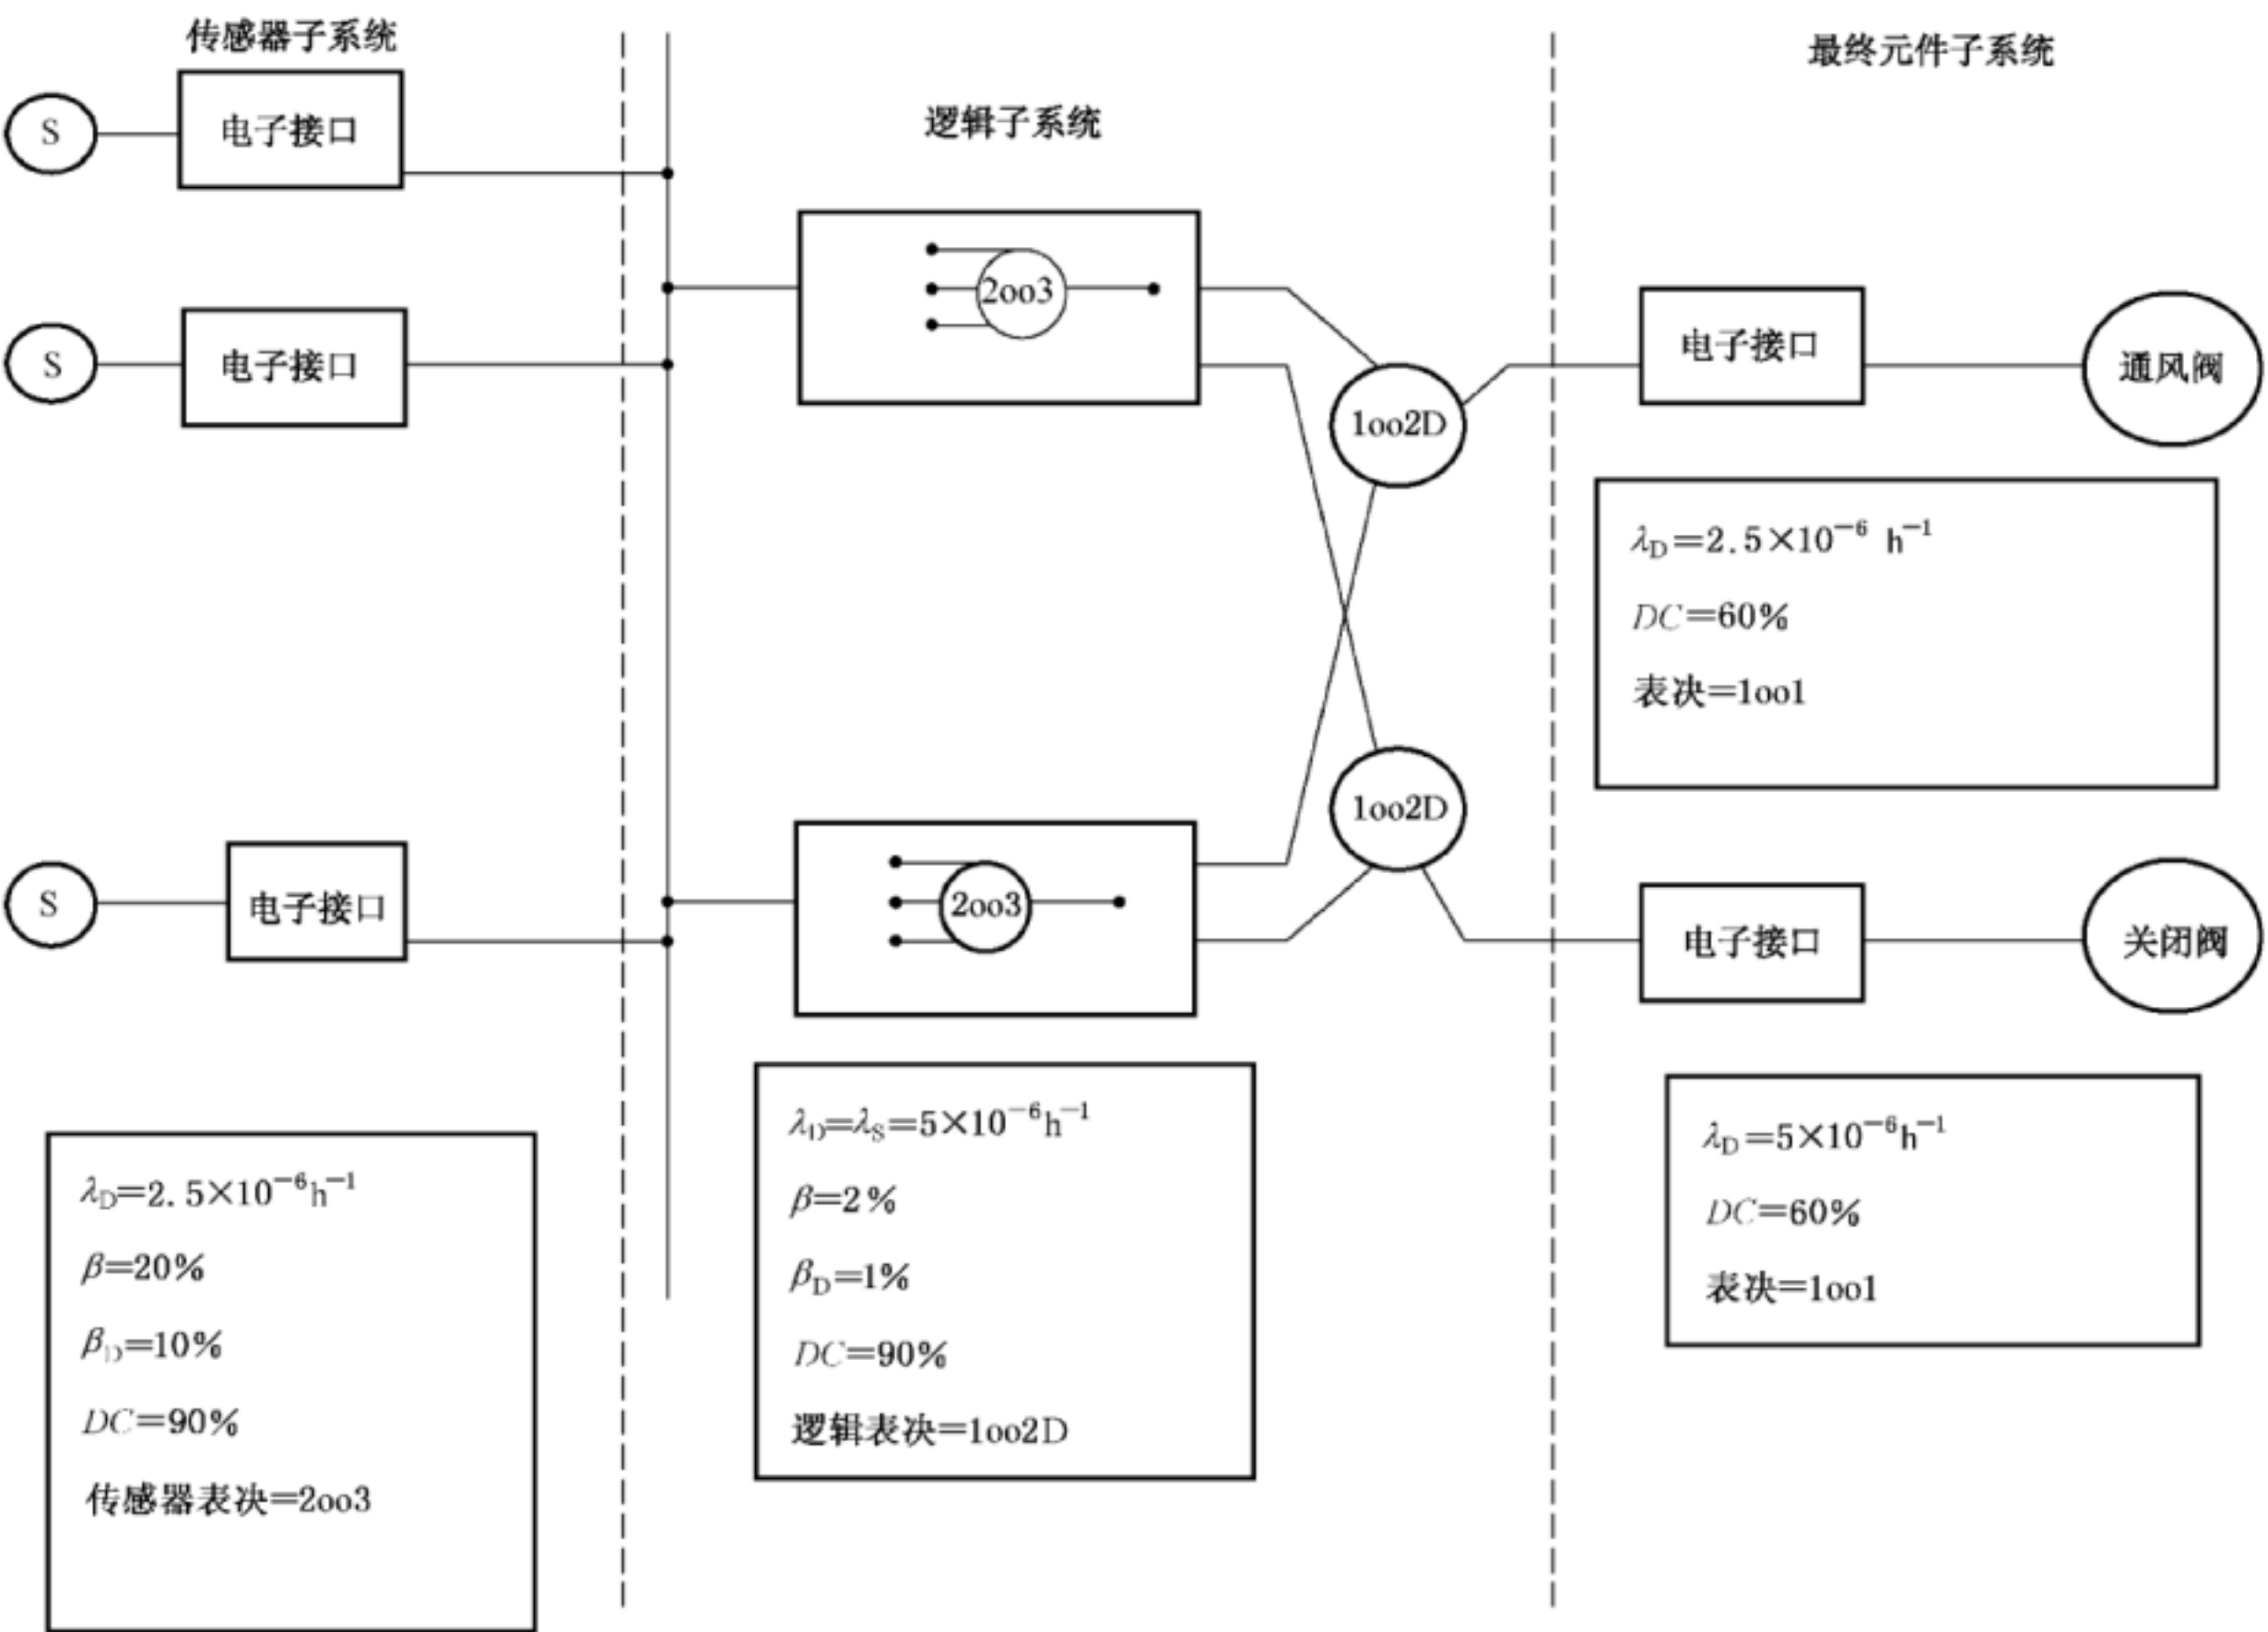 传感器子系统
S
电子接口
S
电子接口
S
电子接口
λD=2.5×10−6h−1
β=20%
βD=10%
DC=90%
传感器表决=2oo3
逻辑子系统
2oo3
1oo2D
1oo2D
2oo3
λD=λS=5×10−6h−1
β=2%
βD=1%
DC=90%
逻辑表决=1oo2D
最终元件子系统
电子接口
通风阀
λD=2.5×10−6 h−1
DC=60%
表决=1oo1
电子接口
关闭阀
λD=5×10−6h−1
DC=60%
表决=1oo1